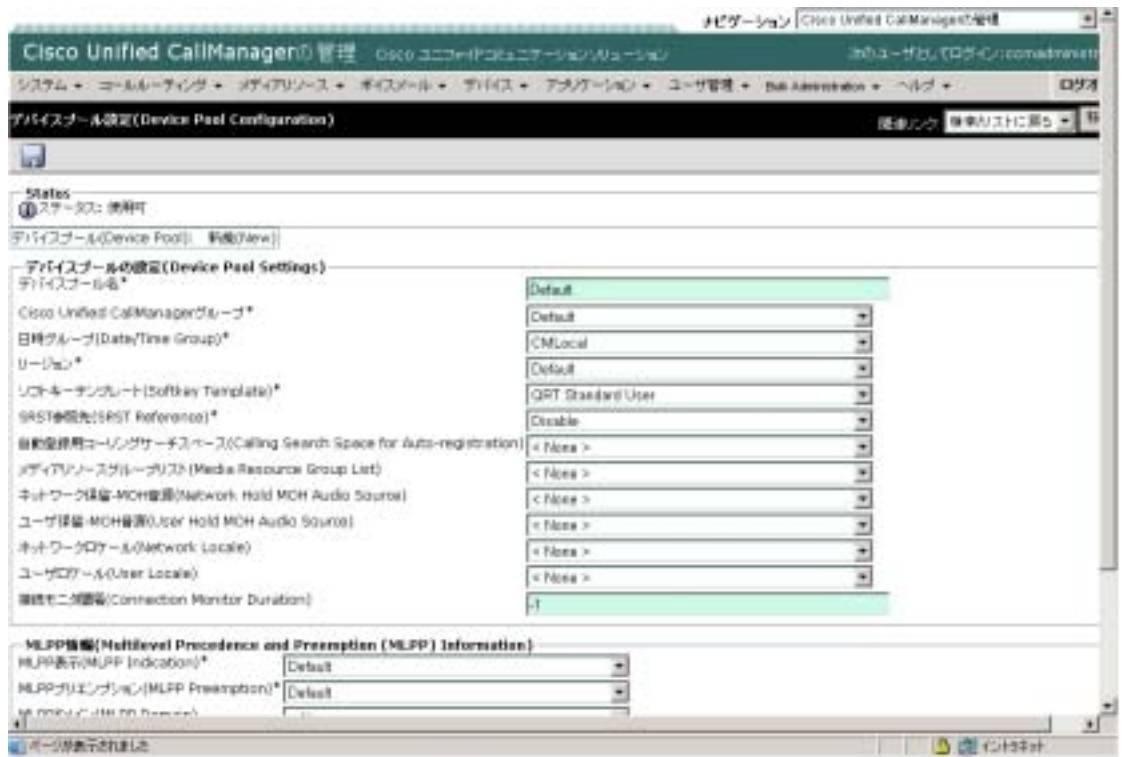 ナビゲーション Cisco Unified CallManagerの管理
Cisco Unified CallManagerの管理 Cisco ユニファイドコミュニケーションソリューション
次のユーザとしてログイン:ccmadministr
システム コールルーティング メディアリソース ボイスメール デバイス アプリケーション ユーザ管理 Bulk Administration ヘルプ ログオ
デバイスプール設定(Device Pool Configuration)
関連リンク 検索/リストに戻る 移
Status
ステータス: 使用可
デバイスプール(Device Pool): 新規(New)
デバイスプールの設定(Device Pool Settings)
デバイスプール名* Default
Cisco Unified CallManagerグループ* Default
日時グループ(Date/Time Group)* CMLocal
リージョン* Default
ソフトキーテンプレート(Softkey Template)* QRT Standard User
SRST参照先(SRST Reference)* Disable
自動登録用コーリングサーチスペース(Calling Search Space for Auto-registration) < None >
メディアリソースグループリスト(Media Resource Group List) < None >
ネットワーク保留-MOH音源(Network Hold MOH Audio Source) < None >
ユーザ保留-MOH音源(User Hold MOH Audio Source) < None >
ネットワークロケール(Network Locale) < None >
ユーザロケール(User Locale) < None >
接続モニタ間隔(Connection Monitor Duration) -1
MLPP情報(Multilevel Precedence and Preemption (MLPP) Information)
MLPP表示(MLPP Indication)* Default
MLPPプリエンプション(MLPP Preemption)* Default
ページが表示されました イントラネット